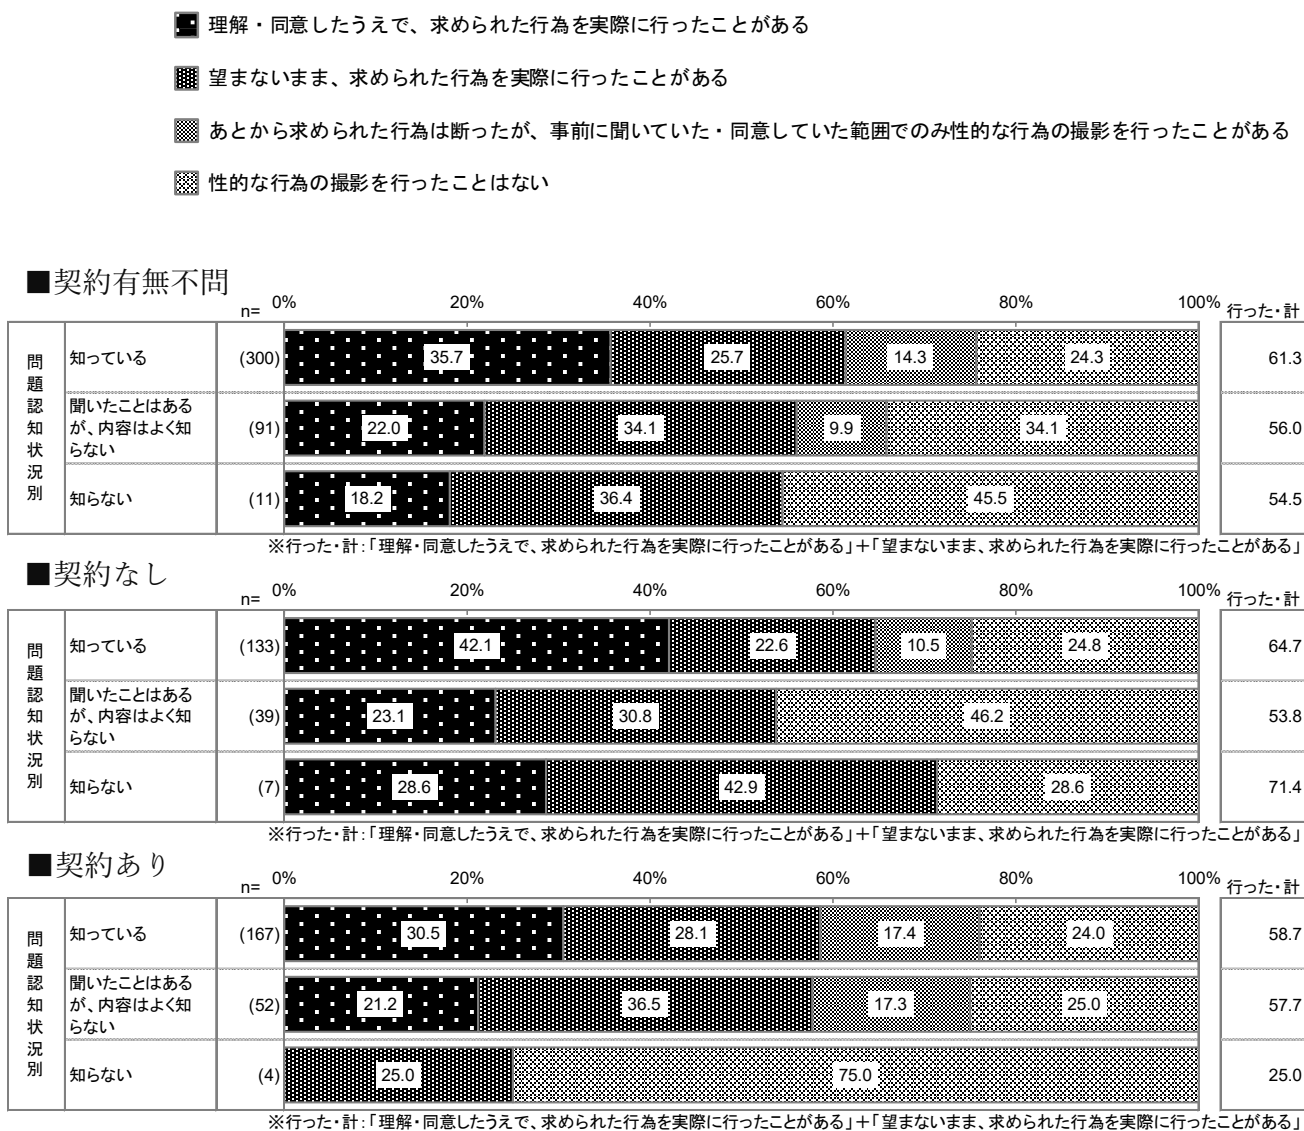 理解・同意したうえで、求められた行為を実際に行ったことがある
望まないまま、求められた行為を実際に行ったことがある
あとから求められた行為は断ったが、事前に聞いていた・同意していた範囲でのみ性的な行為の撮影を行ったことがある
性的な行為の撮影を行ったことはない
■契約有無不問
n= 0% 20% 40% 60% 80% 100% 行った・計
問題認知状況別
知っている (300) 35.7 25.7 14.3 24.3 61.3
聞いたことはある
が、内容はよく知 (91) 22.0 34.1 9.9 34.1 56.0
らない
知らない (11) 18.2 36.4 45.5 54.5
※行った・計:「理解・同意したうえで、求められた行為を実際に行ったことがある」+「望まないまま、求められた行為を実際に行ったことがある」
■契約なし
n= 0% 20% 40% 60% 80% 100% 行った・計
問題認知状況別
知っている (133) 42.1 22.6 10.5 24.8 64.7
聞いたことはある
が、内容はよく知 (39) 23.1 30.8 46.2 53.8
らない
知らない (7) 28.6 42.9 28.6 71.4
※行った・計:「理解・同意したうえで、求められた行為を実際に行ったことがある」+「望まないまま、求められた行為を実際に行ったことがある」
■契約あり
n= 0% 20% 40% 60% 80% 100% 行った・計
問題認知状況別
知っている (167) 30.5 28.1 17.4 24.0 58.7
聞いたことはある
が、内容はよく知 (52) 21.2 36.5 17.3 25.0 57.7
らない
知らない (4) 25.0 75.0 25.0
※行った・計:「理解・同意したうえで、求められた行為を実際に行ったことがある」+「望まないまま、求められた行為を実際に行ったことがある」